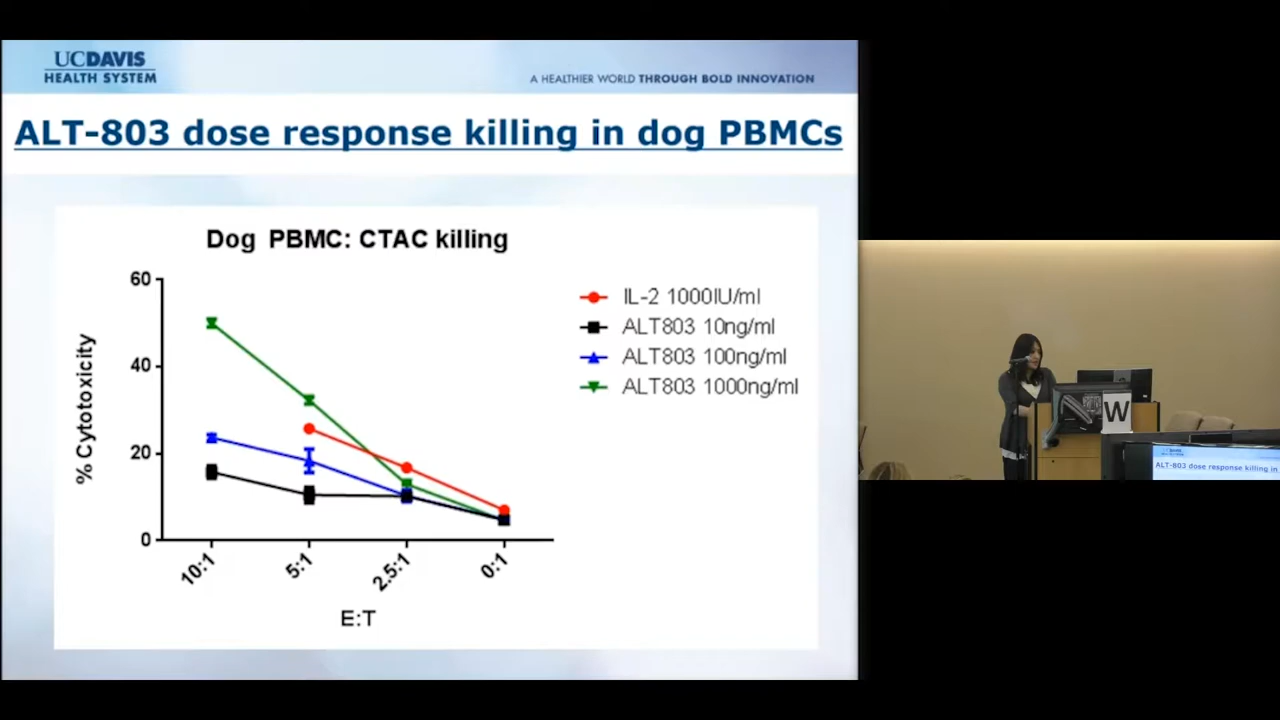 UCDAVIS
HEALTH SYSTEM
A HEALTHIER WORLD THROUGH BOLD INNOVATION
ALT-803 dose response killing in dog PBMCs
Dog PBMC: CTAC killing
% Cytotoxicity
60
40
20
0
10:1
5:1
2.5:1
0:1
E:T
IL-2 1000IU/ml
ALT803 10ng/ml
ALT803 100ng/ml
ALT803 1000ng/ml
W
ALT-803 dose response killing in